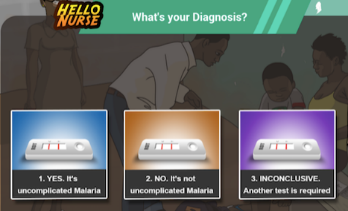 HELLO
NURSE
What's your Diagnosis?
1. YES. It's
uncomplicated Malaria
2. NO. It's not
uncomplicated Malaria
3. INCONCLUSIVE.
Another test is required